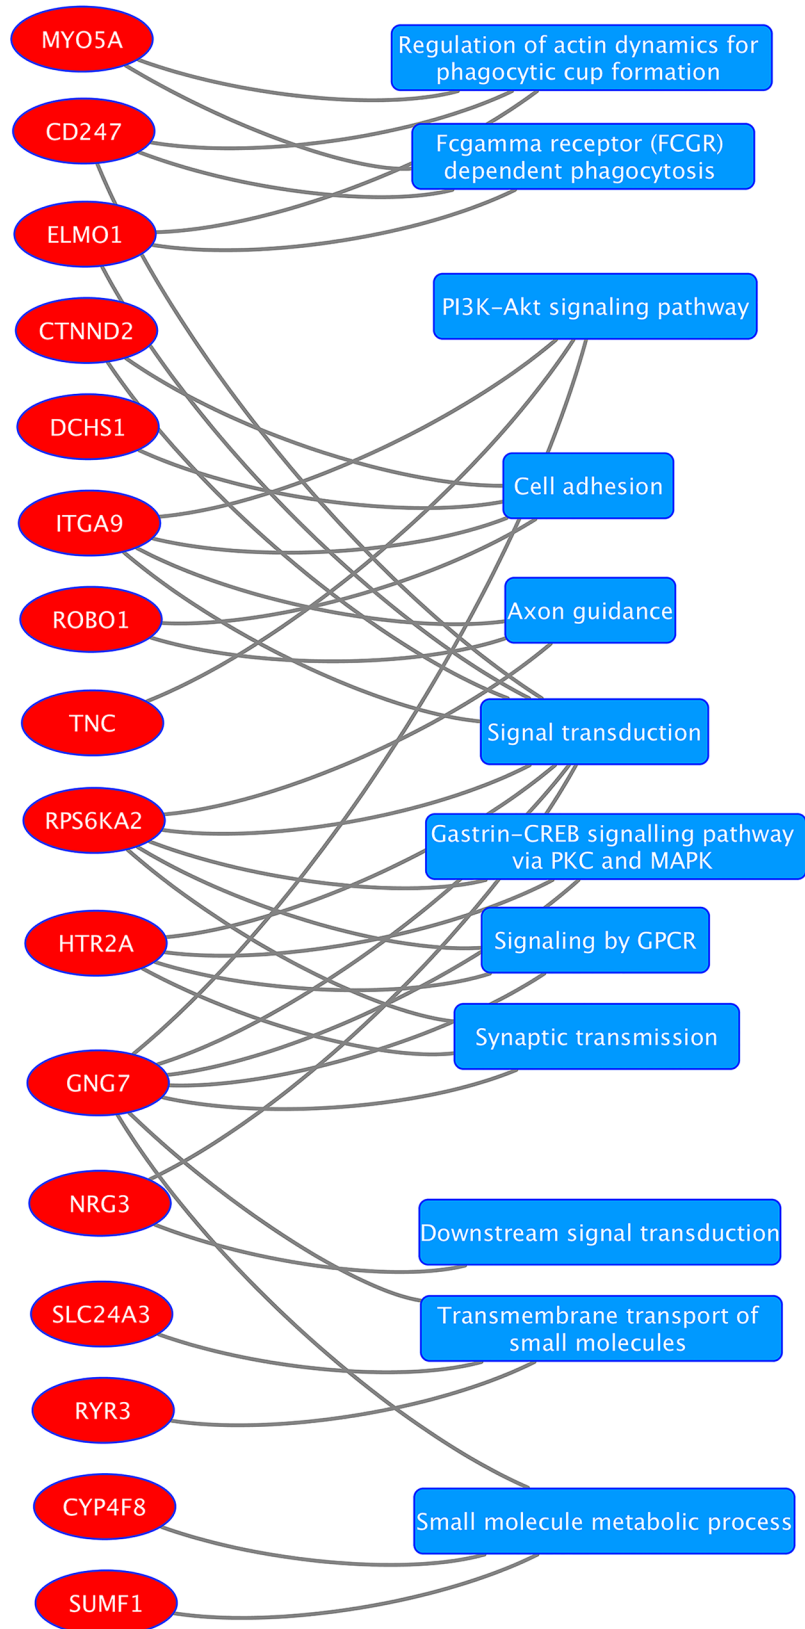 MYO5A
Regulation of actin dynamics for
phagocytic cup formation
CD247
Fcgamma receptor (FCGR)
dependent phagocytosis
ELMO1
PI3K–Akt signaling pathway
CTNND2
DCHS1
Cell adhesion
ITGA9
Axon guidance
ROBO1
TNC
Signal transduction
RPS6KA2
Gastrin–CREB signalling pathway
via PKC and MAPK
HTR2A
Signaling by GPCR
Synaptic transmission
GNG7
NRG3
Downstream signal transduction
SLC24A3
Transmembrane transport of
small molecules
RYR3
CYP4F8
Small molecule metabolic process
SUMF1